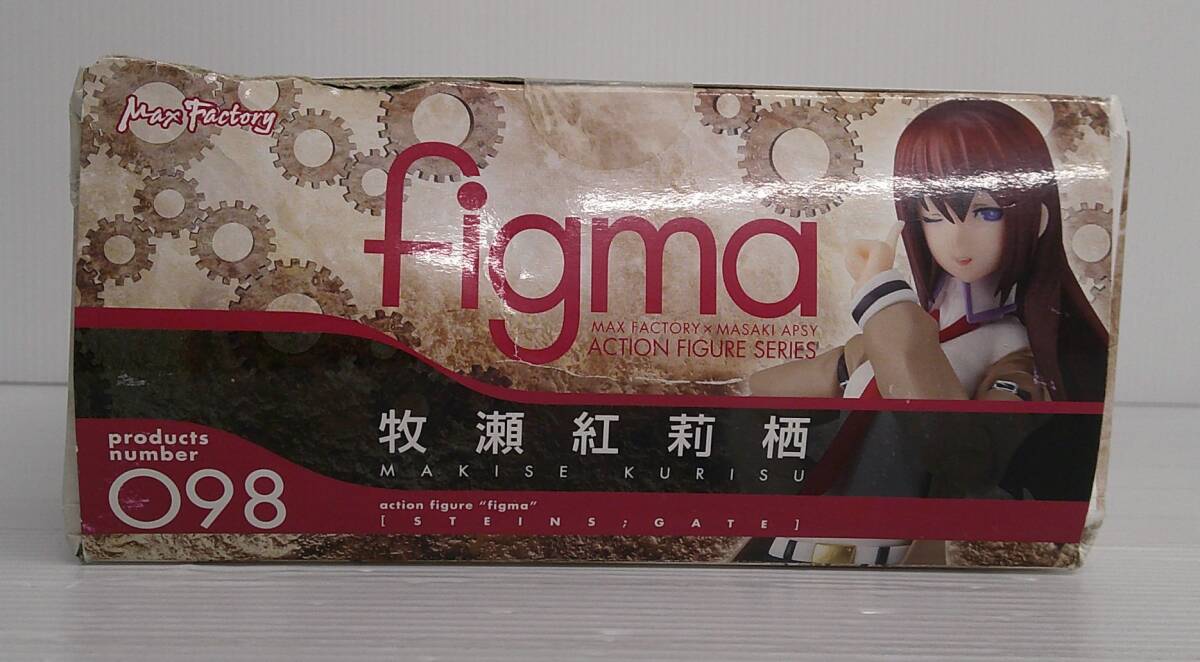 Max Factory
figma
MAX FACTORY×MASAKI APSY
ACTION FIGURE SERIES
牧瀬紅莉栖
MAKISE KURISU
products
number
098
action figure "figma"
[STEINS;GATE]